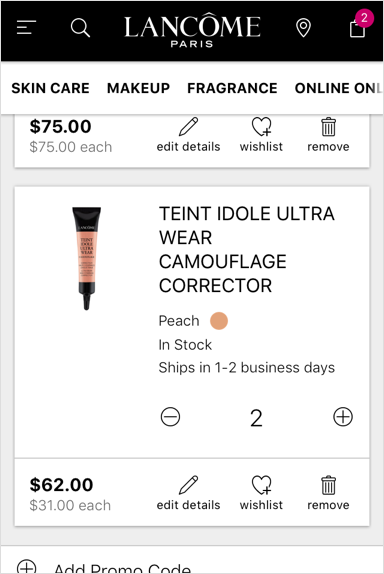 LANCÔME
PARIS
2
SKIN CARE MAKEUP FRAGRANCE ONLINE ONL
$75.00
$75.00 each
edit details wishlist remove
LANCÔME
TEINT
IDOLE
ULTRA
WEAR
TEINT IDOLE ULTRA
WEAR
CAMOUFLAGE
CORRECTOR
Peach
In Stock
Ships in 1-2 business days
2
$62.00
$31.00 each
edit details wishlist remove
Add Promo Code